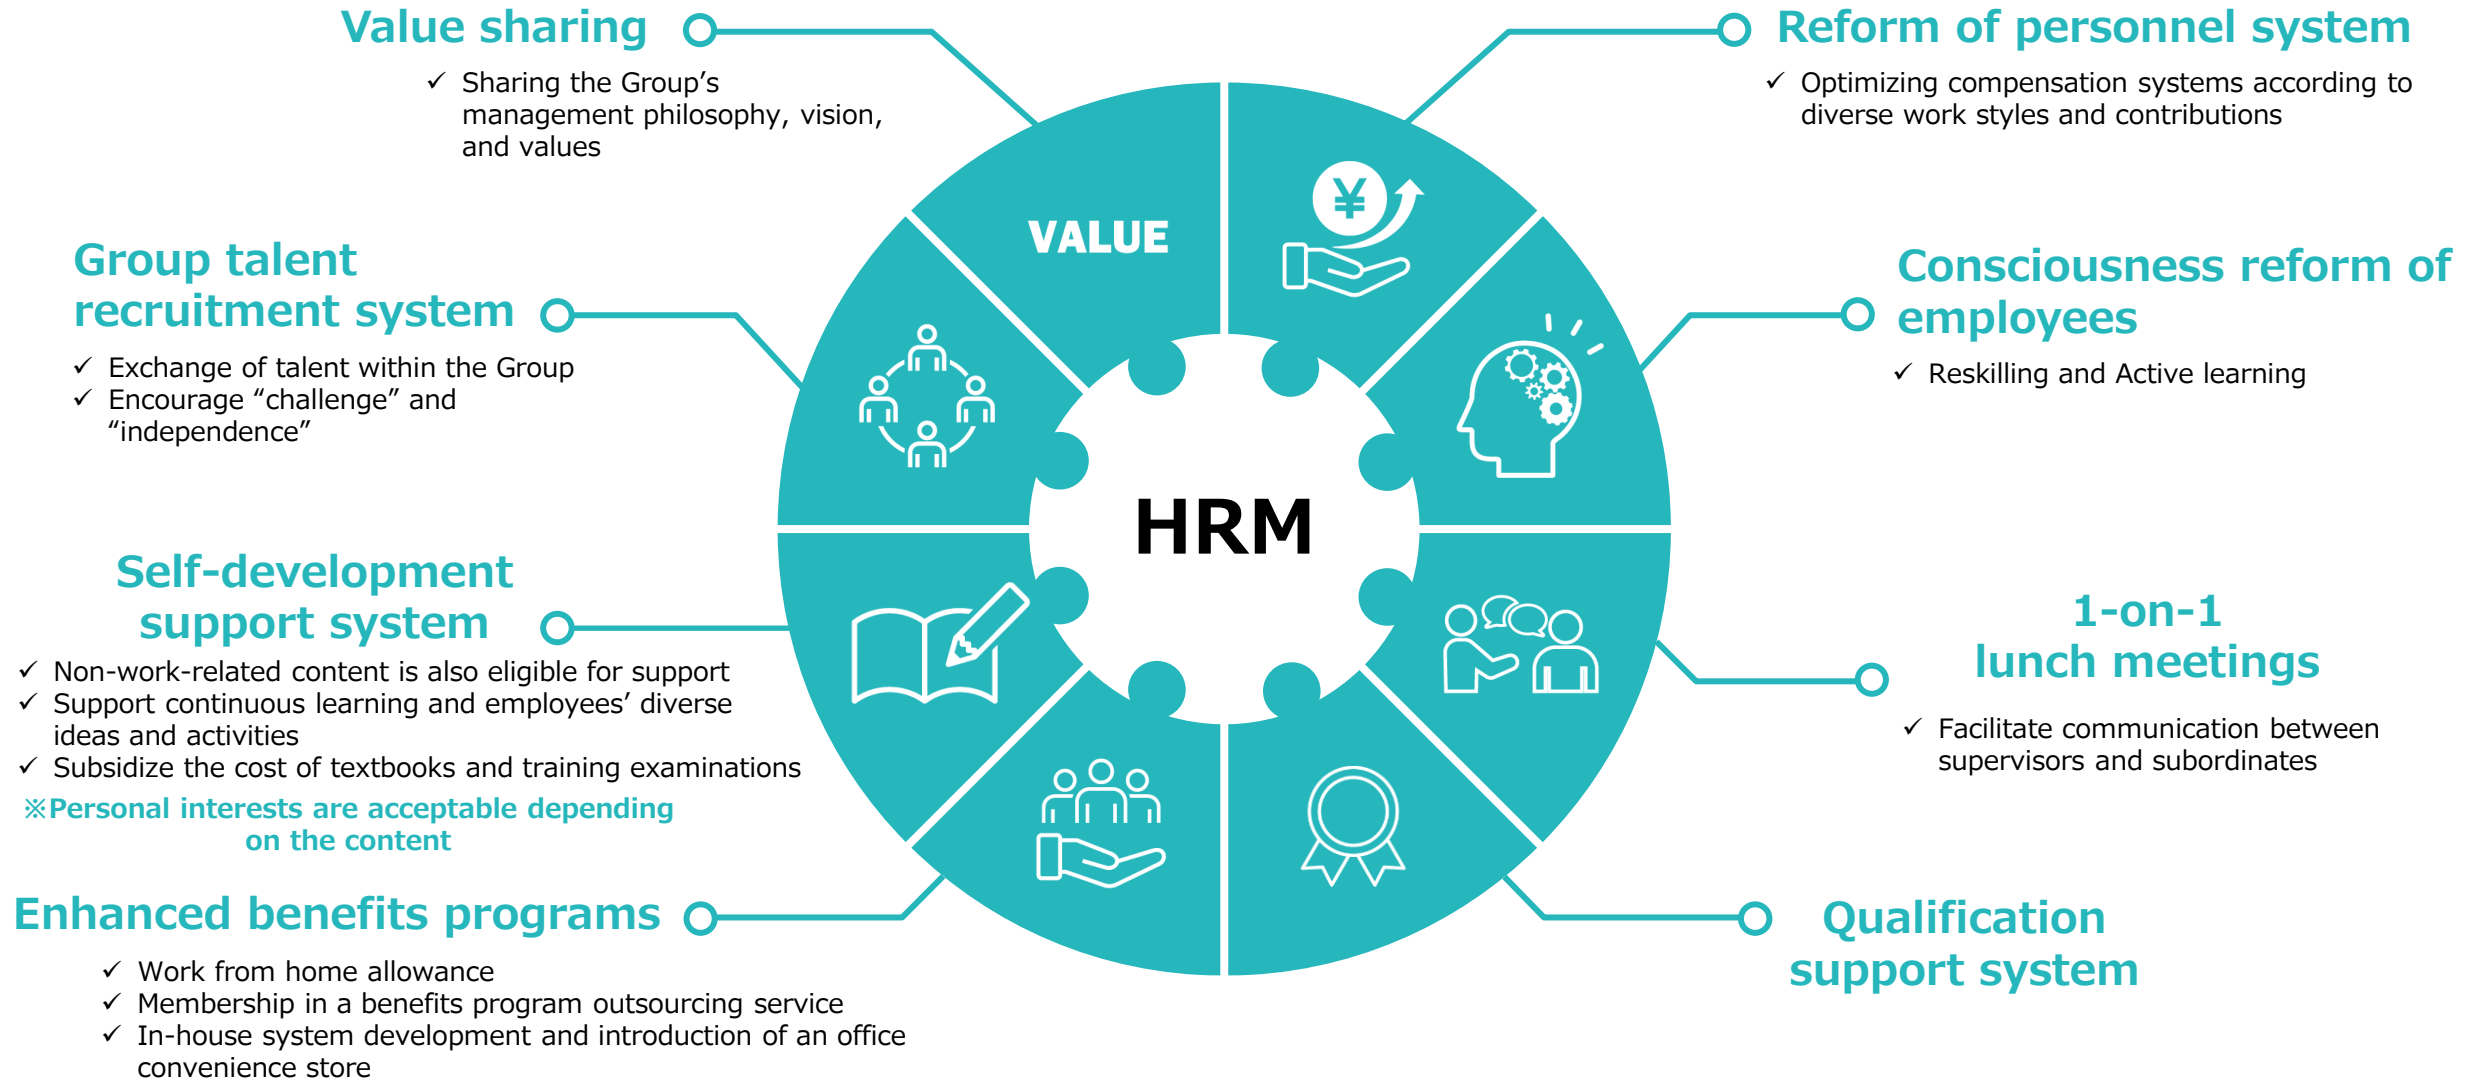 Value sharing
✓ Sharing the Group’s
management philosophy, vision,
and values
Group talent
recruitment system
✓ Exchange of talent within the Group
✓ Encourage “challenge” and
“independence”
Self-development
support system
✓ Non-work-related content is also eligible for support
✓ Support continuous learning and employees’ diverse
ideas and activities
✓ Subsidize the cost of textbooks and training examinations
※Personal interests are acceptable depending
on the content
Enhanced benefits programs
✓ Work from home allowance
✓ Membership in a benefits program outsourcing service
✓ In-house system development and introduction of an office
convenience store
VALUE
¥
HRM
Reform of personnel system
✓ Optimizing compensation systems according to
diverse work styles and contributions
Consciousness reform of
employees
✓ Reskilling and Active learning
1-on-1
lunch meetings
✓ Facilitate communication between
supervisors and subordinates
Qualification
support system